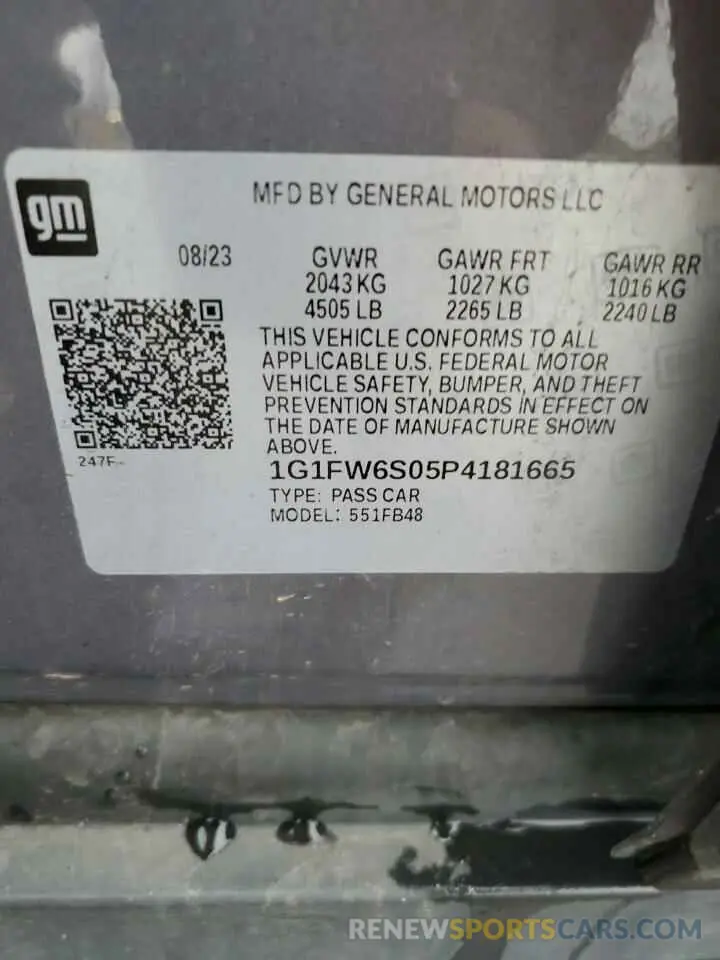 gm
MFD BY GENERAL MOTORS LLC
08/23 GVWR GAWR FRT GAWR RR
2043 KG 1027 KG 1016 KG
4505 LB 2265 LB 2240 LB
THIS VEHICLE CONFORMS TO ALL
APPLICABLE U.S. FEDERAL MOTOR
VEHICLE SAFETY, BUMPER, AND THEFT
PREVENTION STANDARDS IN EFFECT ON
THE DATE OF MANUFACTURE SHOWN
ABOVE.
247F
1G1FW6S05P4181665
TYPE: PASS CAR
MODEL: 551FB48
RENEWSPORTSCARS.COM